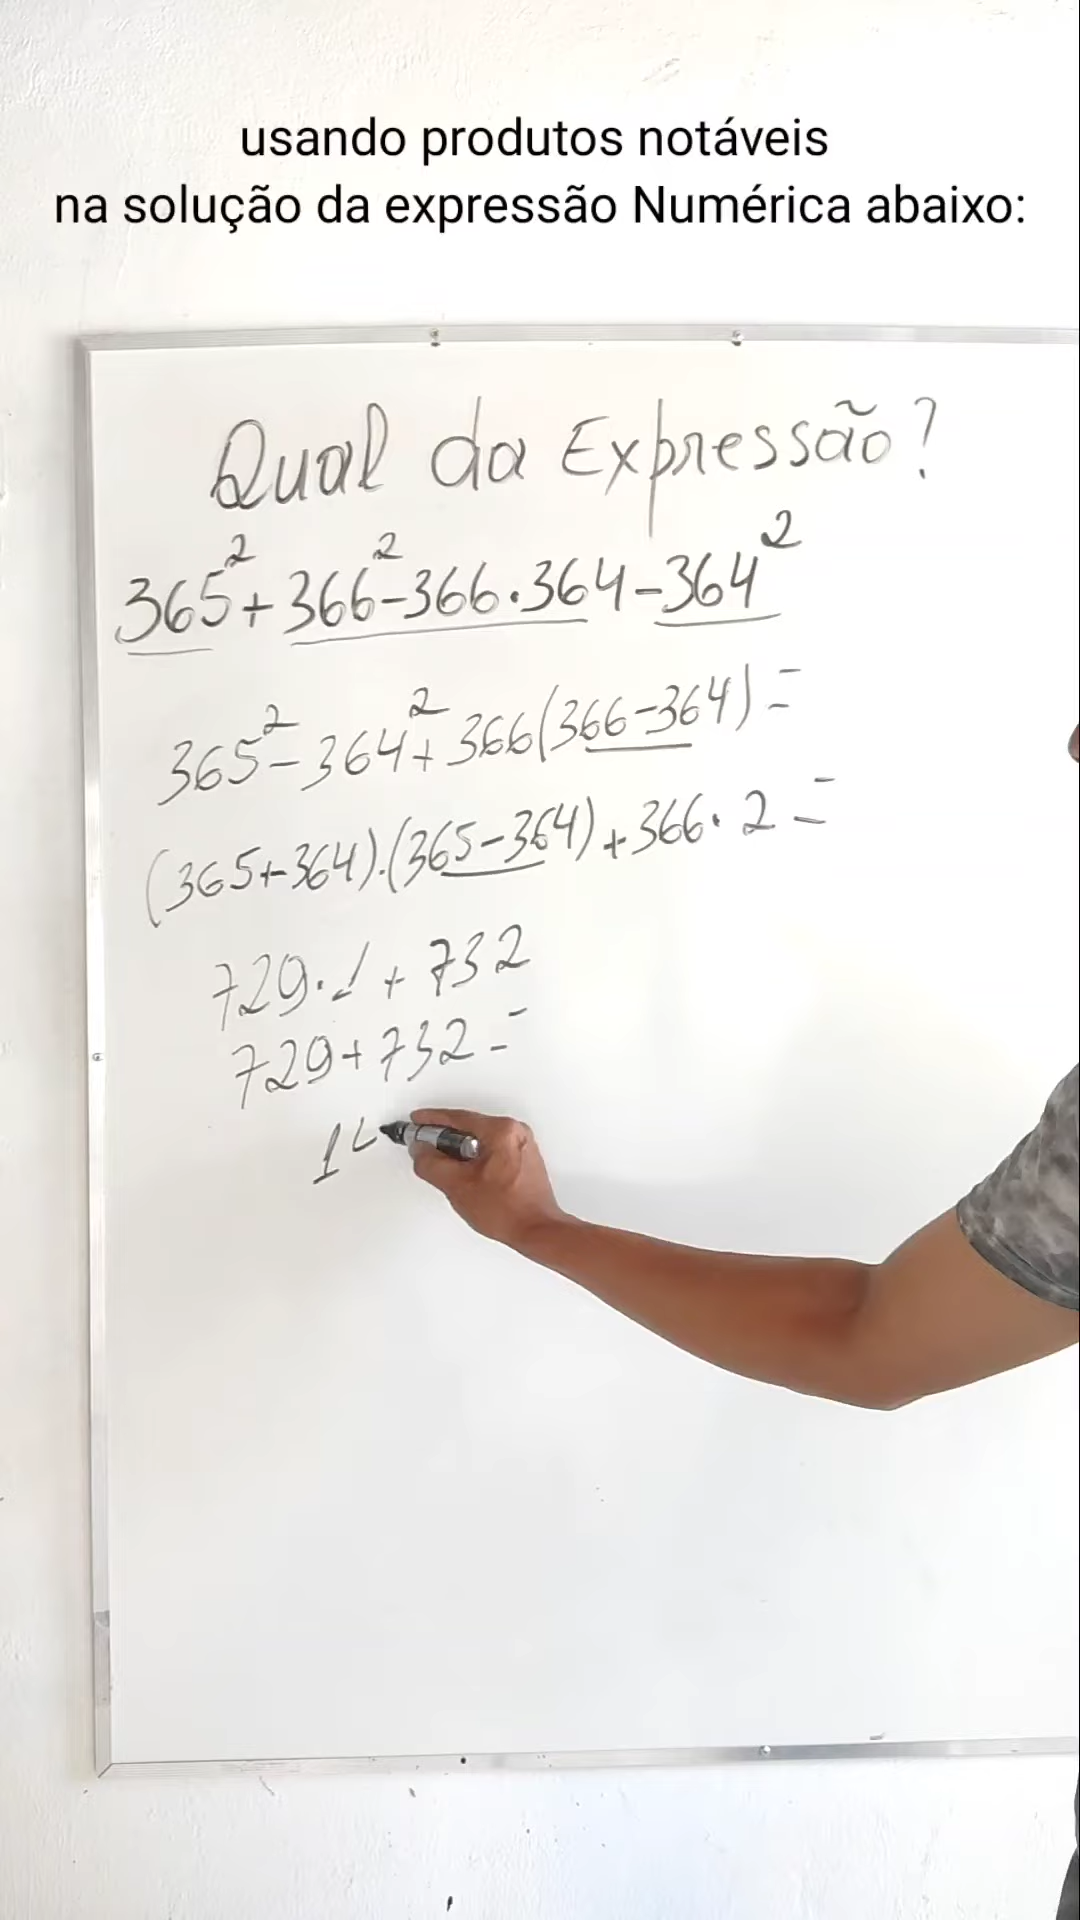 usando produtos notáveis
na solução da expressão Numérica abaixo:
Qual da Expressão?
365² + 366² - 366 . 364 - 364²
365² - 364² + 366 (366 - 364) =
(365 + 364) . (365 - 364) + 366 . 2 =
729 . 1 + 732
729 + 732 =
14